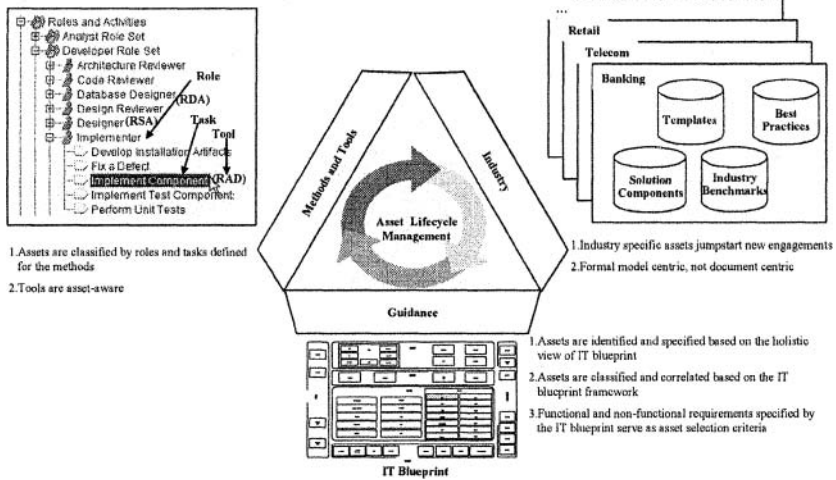 Roles and Activities
Analyst Role Set
Developer Role Set
Architecture Reviewer
Code Reviewer
Role
Database Designer
(RDA)
Design Reviewer
Designer (RSA)
Task
Implementer
Tool
Develop Installation Artifacts
Fix a Defect
Implement Component (RAD)
Implement Test Component:
Perform Unit Tests
1.Assets are classified by roles and tasks defined
for the methods
2.Tools are asset-aware
Methods and Tools
Industry
Asset Lifecycle
Management
Guidance
...
Retail
Telecom
Banking
Templates
Best
Practices
Solution
Components
Industry
Benchmarks
1.Industry specific assets jumpstart new engagements
2.Formal model centric, not document centric
1.Assets are identified and specified based on the holistic
view of IT blueprint
2.Assets are classified and correlated based on the IT
blueprint framework
3.Functional and non-functional requirements specified by
the IT blueprint serve as asset selection criteria
IT Blueprint